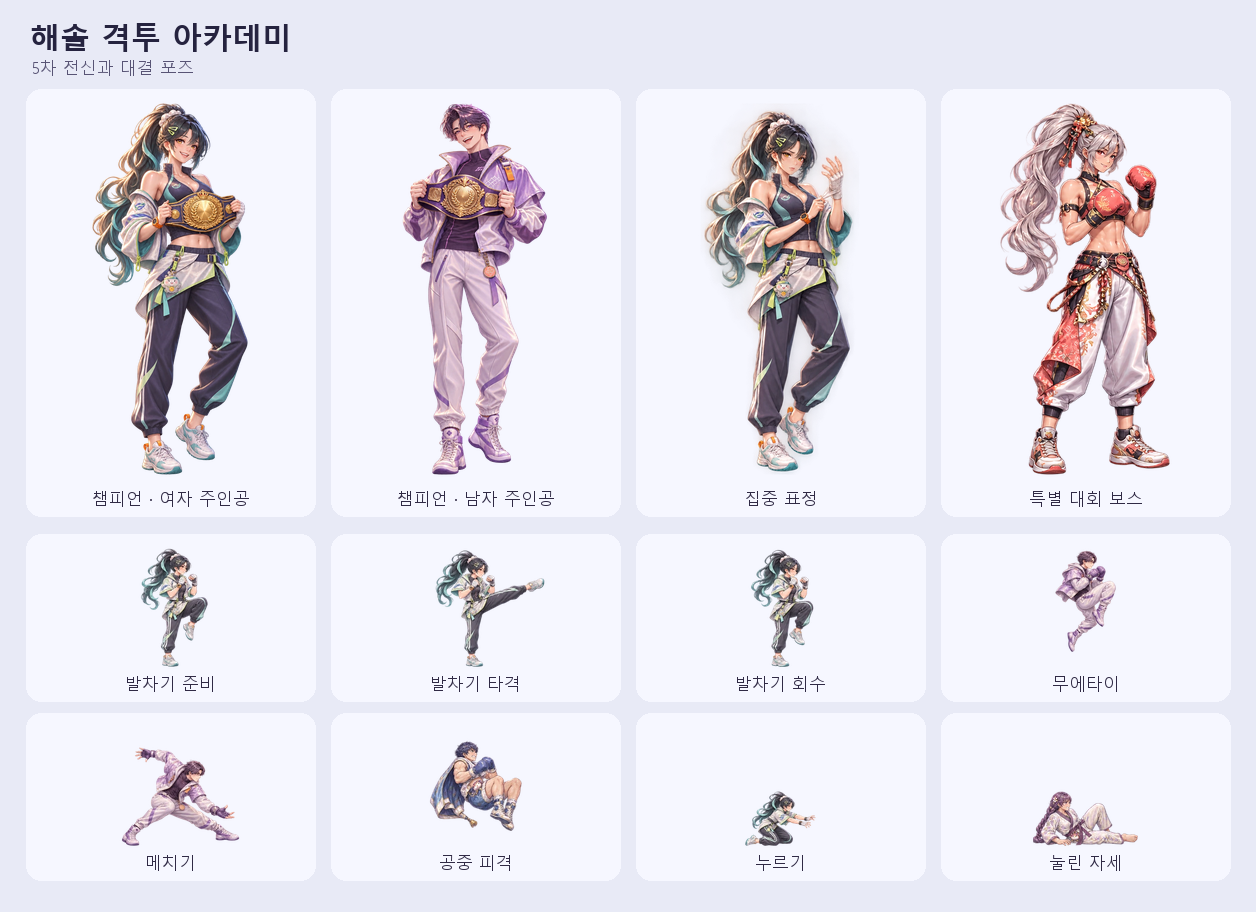 해솔 격투 아카데미
5차 전신과 대결 포즈
챔피언 · 여자 주인공
챔피언 · 남자 주인공
집중 표정
특별 대회 보스
발차기 준비
발차기 타격
발차기 회수
무에타이
메치기
공중 피격
누르기
눌린 자세